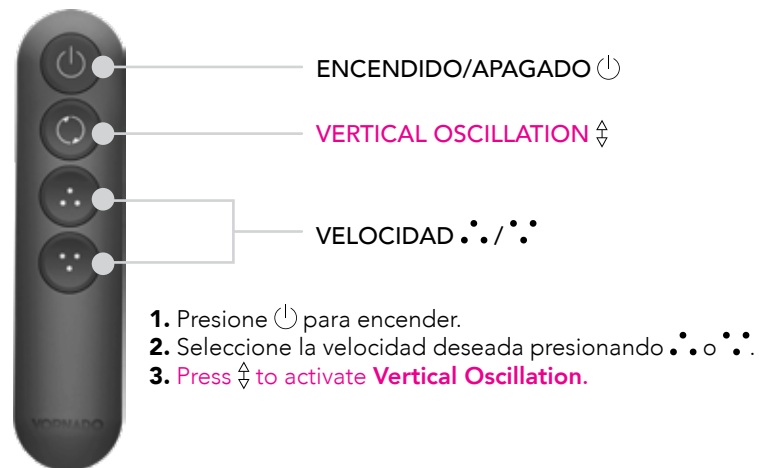 ENCENDIDO/APAGADO
VERTICAL OSCILLATION
VELOCIDAD /
1. Presione para encender.
2. Seleccione la velocidad deseada presionando o .
3. Press to activate Vertical Oscillation.
VORNADO